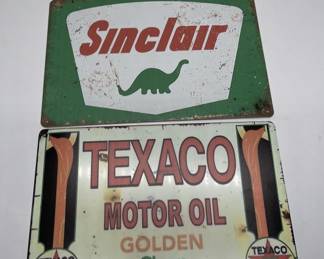 Sinclair
TEXACO
MOTOR OIL
GOLDEN
TEXACO